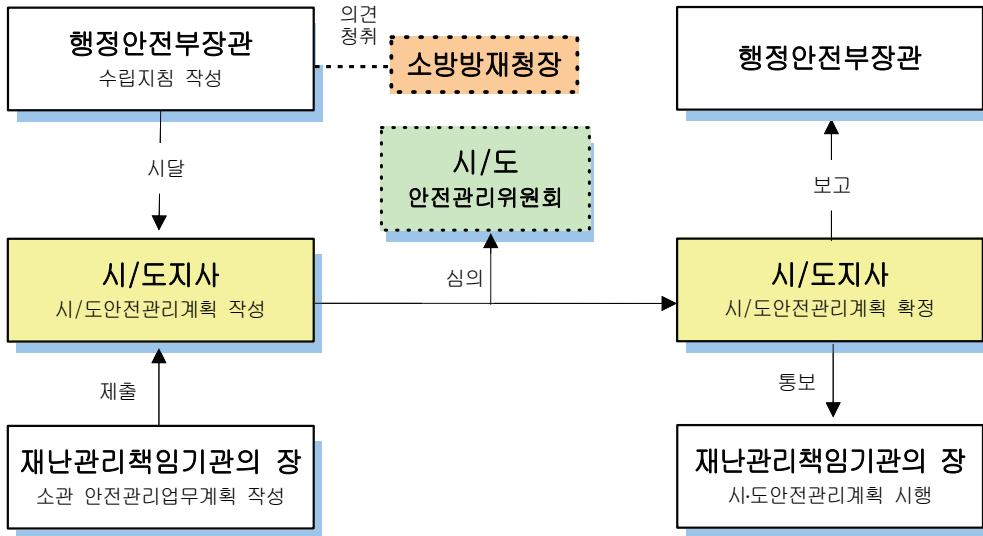 행정안전부장관
수립지침 작성
의견
청취
소방방재청장
행정안전부장관
시달
시/도
안전관리위원회
보고
시/도지사
시/도안전관리계획 작성
심의
시/도지사
시/도안전관리계획 확정
제출
통보
재난관리책임기관의 장
소관 안전관리업무계획 작성
재난관리책임기관의 장
시·도안전관리계획 시행